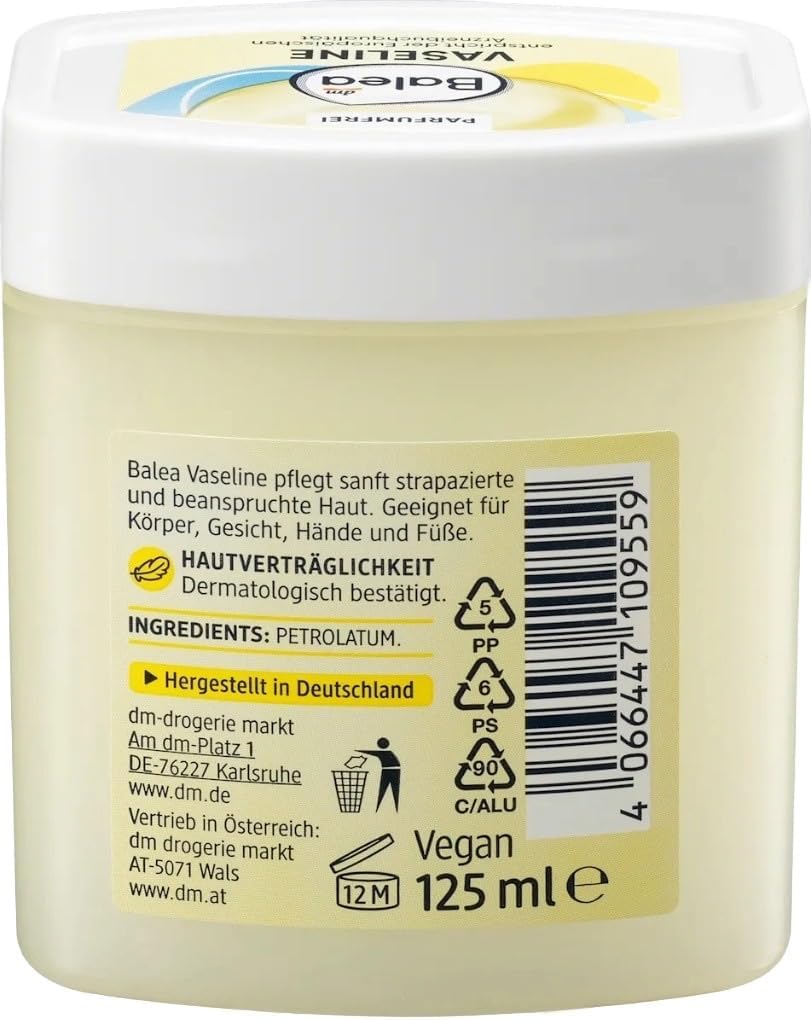 PARFUMFREI
dm
Balea
VASELINE
entspricht der Europäischen
Arzneibuchqualität
Balea Vaseline pflegt sanft strapazierte
und beanspruchte Haut. Geeignet für
Körper, Gesicht, Hände und Füße.
HAUTVERTRÄGLICHKEIT
Dermatologisch bestätigt.
INGREDIENTS: PETROLATUM.
▶ Hergestellt in Deutschland
dm-drogerie markt
Am dm-Platz 1
DE-76227 Karlsruhe
www.dm.de
Vertrieb in Österreich:
dm drogerie markt
AT-5071 Wals
www.dm.at
5
PP
6
PS
90
C/ALU
12 M
Vegan
125 ml ℮
4 066447 109559